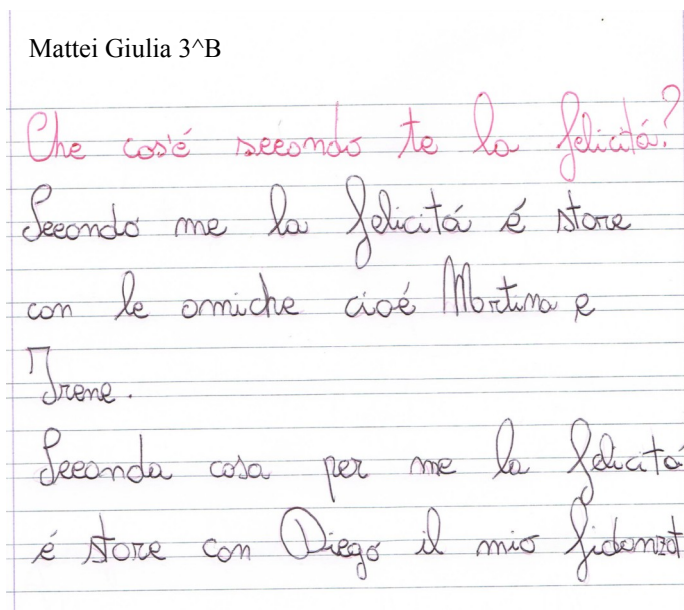 Mattei Giulia 3^B
Che cos'é secondo te la felicitá?
Secondo me la felicitá é stare
con le amiche cioé Martina e
Irene.
Seconda cosa per me la felicitá
é stare con Diego il mio fidanzat